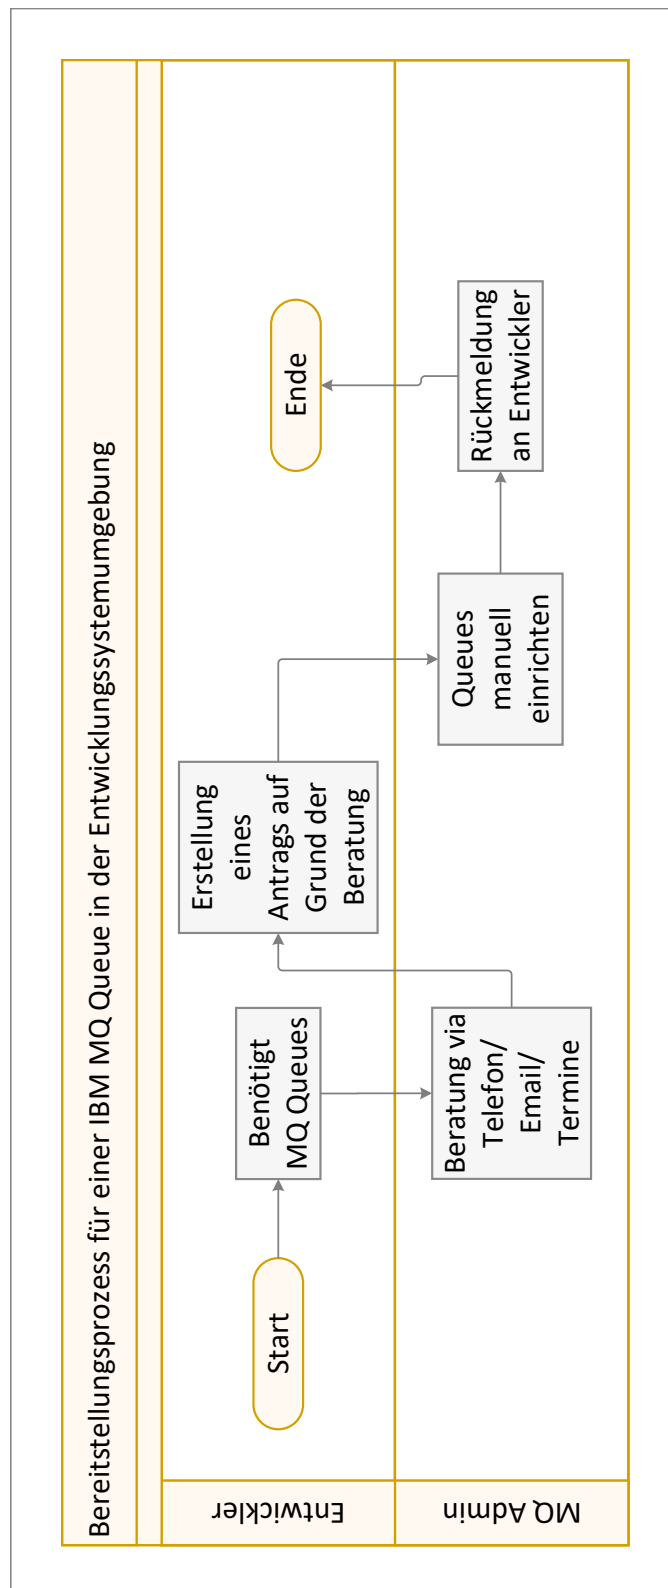 Bereitstellungsprozess für einer IBM MQ Queue in der Entwicklungssystemumgebung
Entwickler
Start
Benötigt
MQ Queues
Erstellung
eines
Antrags auf
Grund der
Beratung
Ende
MQ Admin
Beratung via
Telefon/
Email/
Termine
Queues
manuell
einrichten
Rückmeldung
an Entwickler